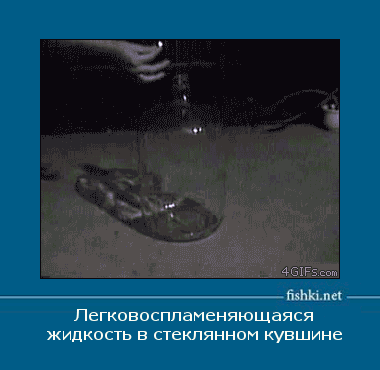 4GIFs.com
fishki.net
Легковоспламеняющаяся
жидкость в стеклянном кувшине